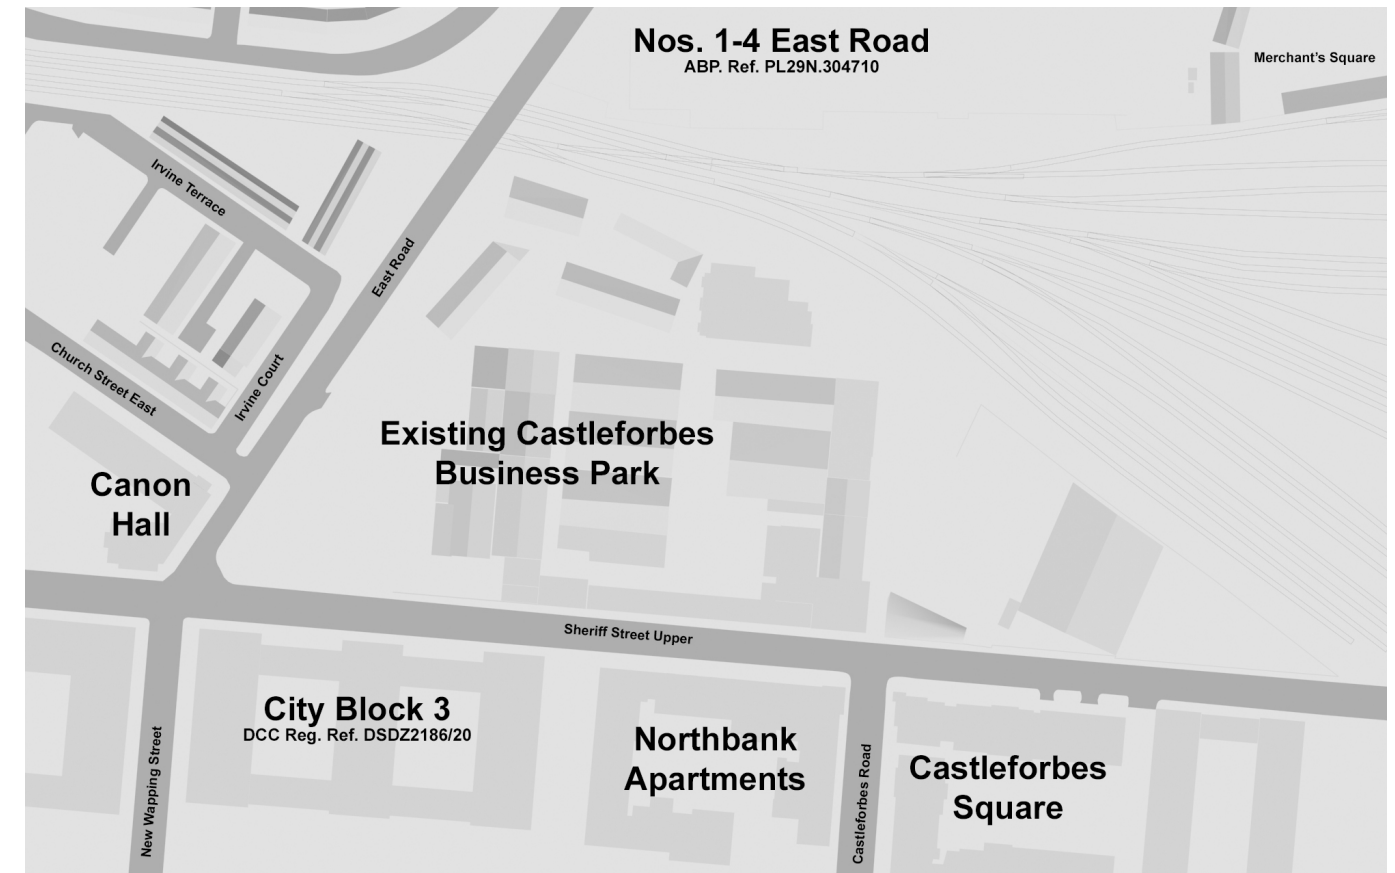 Nos. 1-4 East Road
ABP. Ref. PL29N.304710
Merchant's Square
Irvine Terrace
East Road
Church Street East
Irvine Court
Existing Castleforbes
Business Park
Canon
Hall
Sheriff Street Upper
City Block 3
DCC Reg. Ref. DSDZ2186/20
Northbank
Apartments
Castleforbes
Square
New Wapping Street
Castleforbes Road